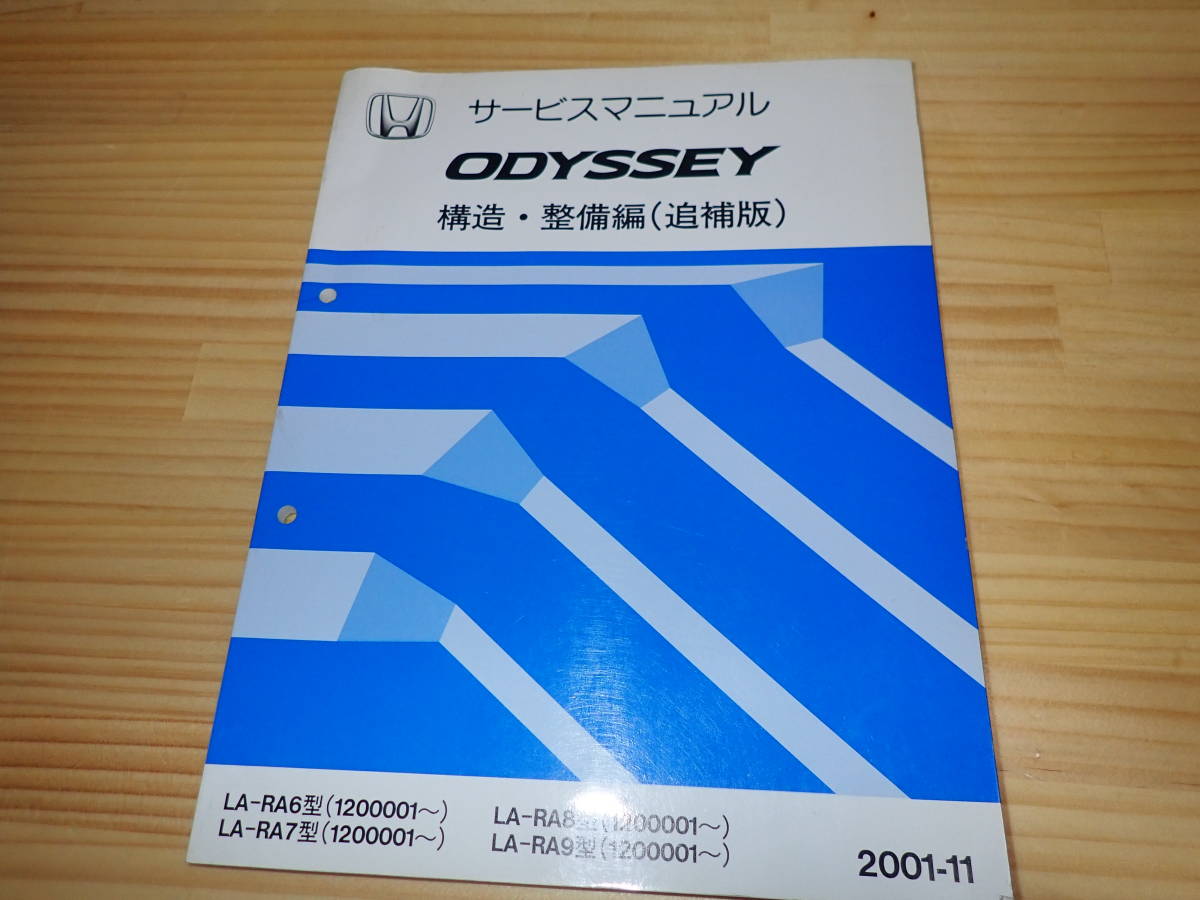 サービスマニュアル
ODYSSEY
構造・整備編(追補版)
LA-RA6型(1200001～)
LA-RA7型(1200001～)
LA-RA8型(1200001～)
LA-RA9型(1200001～)
2001-11